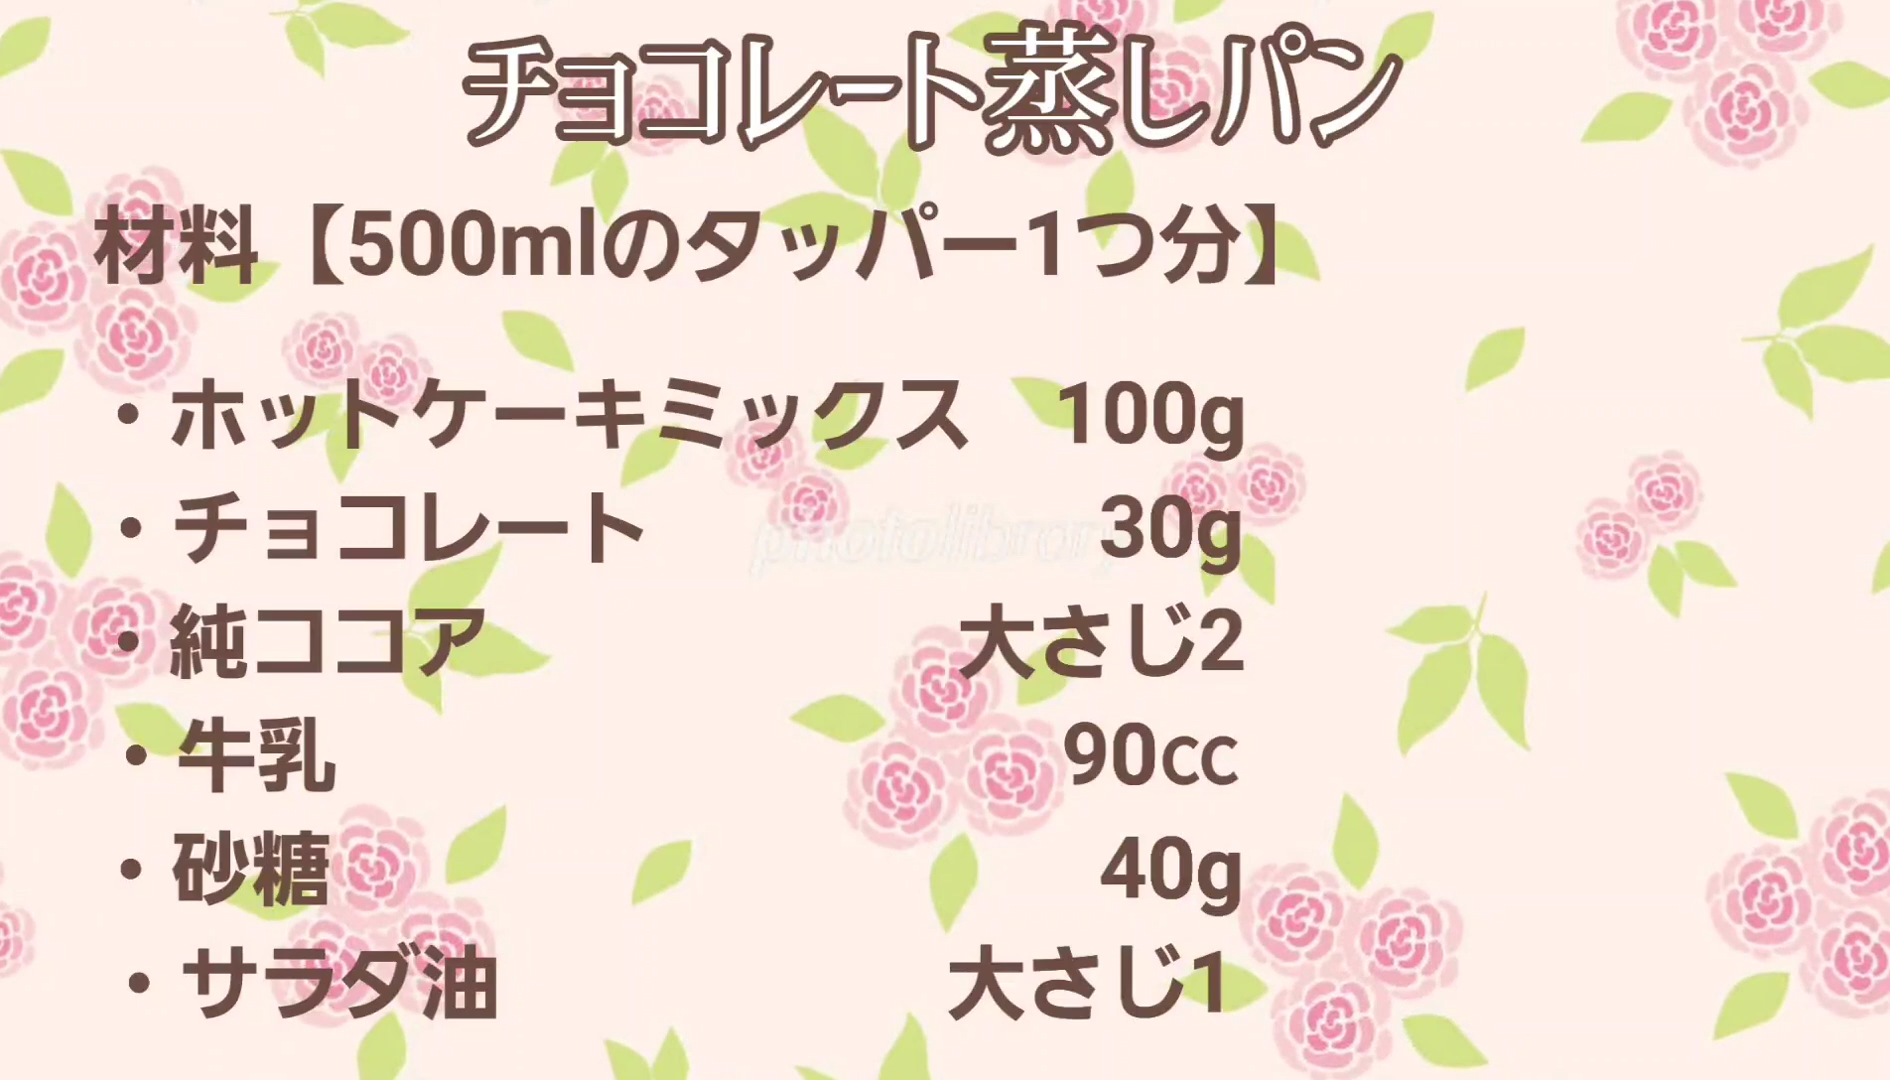 チョコレート蒸しパン
材料【500mlのタッパー1つ分】
・ホットケーキミックス 100g
・チョコレート 30g
photolibrary
・純ココア 大さじ2
・牛乳 90cc
・砂糖 40g
・サラダ油 大さじ1